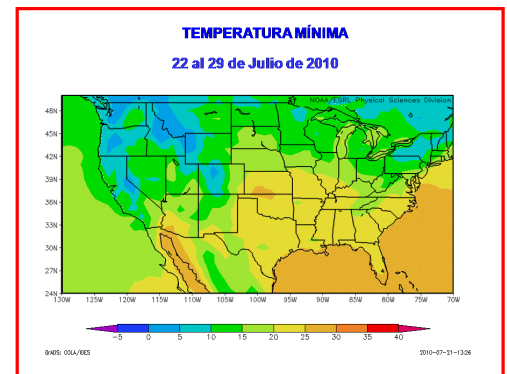 TEMPERATURA MÍNIMA
22 al 29 de Julio de 2010
NOAA/ESRL Physical Sciences Division
48N
45N
42N
39N
36N
33N
30N
27N
24N
130W 125W 120W 115W 110W 105W 100W 95W 90W 85W 80W 75W 70W
-5 0 5 10 15 20 25 30 35 40
GrADS: COLA/IGES 2010-07-21-13:26